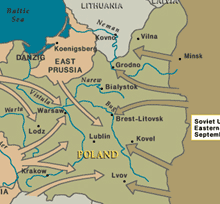 Baltic
Sea
LITHUANIA
LATVIA
Neman
Kovno
Vilna
Koenigsberg
DANZIG
Minsk
EAST
PRUSSIA
Grodno
Narew
Bialystok
Vistula
Warsaw
Bug
Brest-Litovsk
Warta
Lodz
Lublin
Kovel
POLAND
Krakow
Lvov
Soviet U
Eastern
Septem